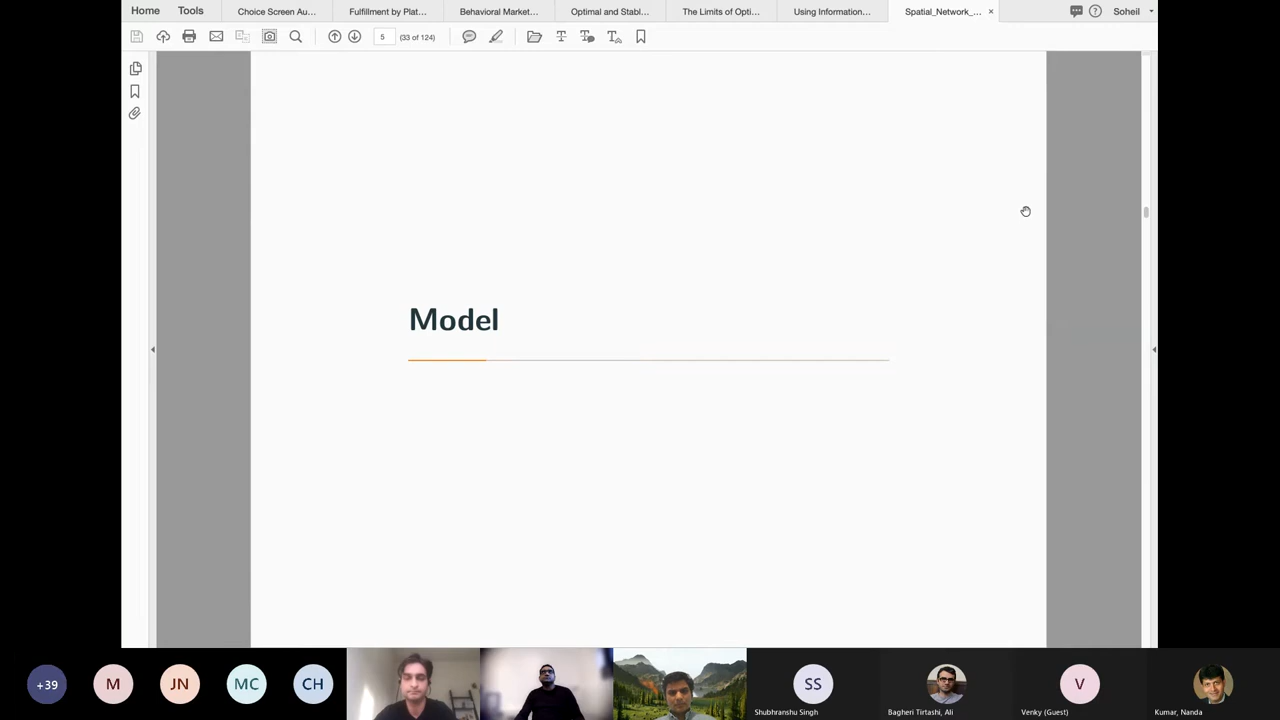 Home Tools Choice Screen Au... Fulfillment by Plat... Behavioral Market... Optimal and Stabl... The Limits of Opti... Using Information... Spatial_Network_... × Soheil
5 (33 of 124)
Model
+39 M JN MC CH SS V
Shubhranshu Singh Bagheri Tirtashi, Ali Venky (Guest) Kumar, Nanda